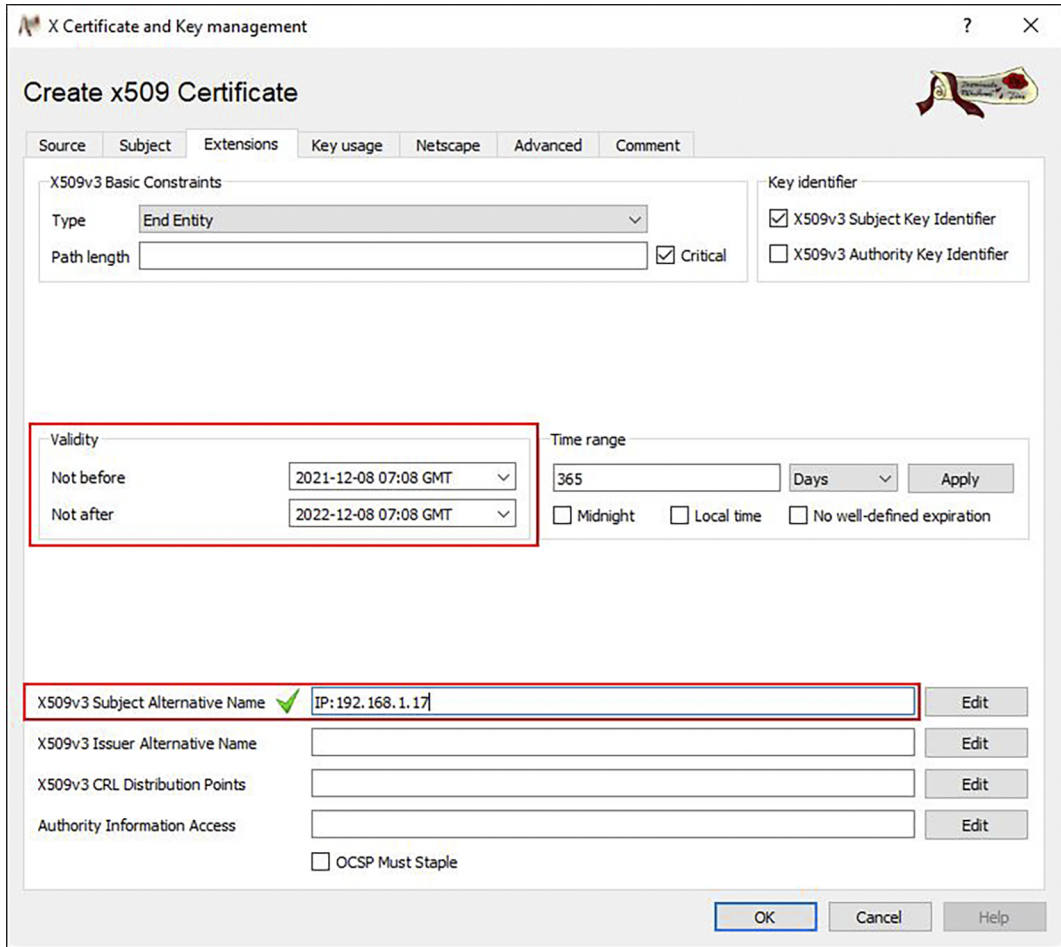 X Certificate and Key management
?
Create x509 Certificate
Source Subject Extensions Key usage Netscape Advanced Comment
X509v3 Basic Constraints
Type End Entity
Path length Critical
Key identifier
X509v3 Subject Key Identifier
X509v3 Authority Key Identifier
Validity
Not before 2021-12-08 07:08 GMT
Not after 2022-12-08 07:08 GMT
Time range
365 Days Apply
Midnight Local time No well-defined expiration
X509v3 Subject Alternative Name IP:192.168.1.17 Edit
X509v3 Issuer Alternative Name Edit
X509v3 CRL Distribution Points Edit
Authority Information Access Edit
OCSP Must Staple
OK Cancel Help